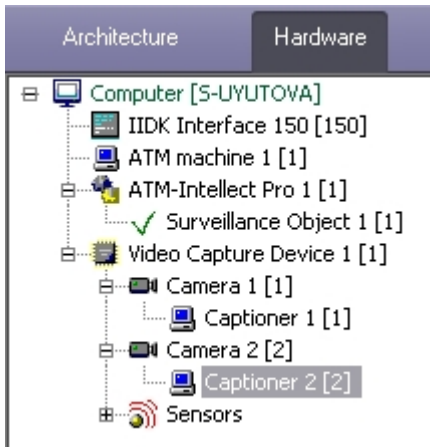 Architecture Hardware
Computer [S-UYUTOVA]
IIDK Interface 150 [150]
ATM machine 1 [1]
ATM-Intellect Pro 1 [1]
Surveillance Object 1 [1]
Video Capture Device 1 [1]
Camera 1 [1]
Captioner 1 [1]
Camera 2 [2]
Captioner 2 [2]
Sensors